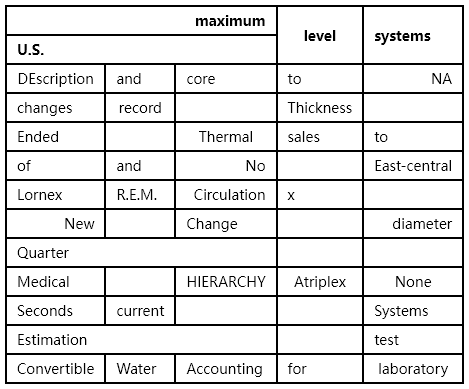 maximum level systems
U.S.
DEscription and core to NA
changes record Thickness
Ended Thermal sales to
of and No East-central
Lornex R.E.M. Circulation x
New Change diameter
Quarter
Medical HIERARCHY Atriplex None
Seconds current Systems
Estimation test
Convertible Water Accounting for laboratory